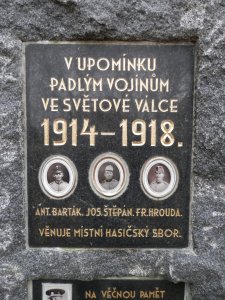 V UPOMÍNKU
PADLÝM VOJÍNŮM
VE SVĚTOVÉ VÁLCE
1914–1918.
ANT. BARTÁK. JOS. ŠTĚPÁN. FR. HROUDA.
VĚNUJE MÍSTNÍ HASIČSKÝ SBOR.
NA VĚČNOU PAMĚŤ